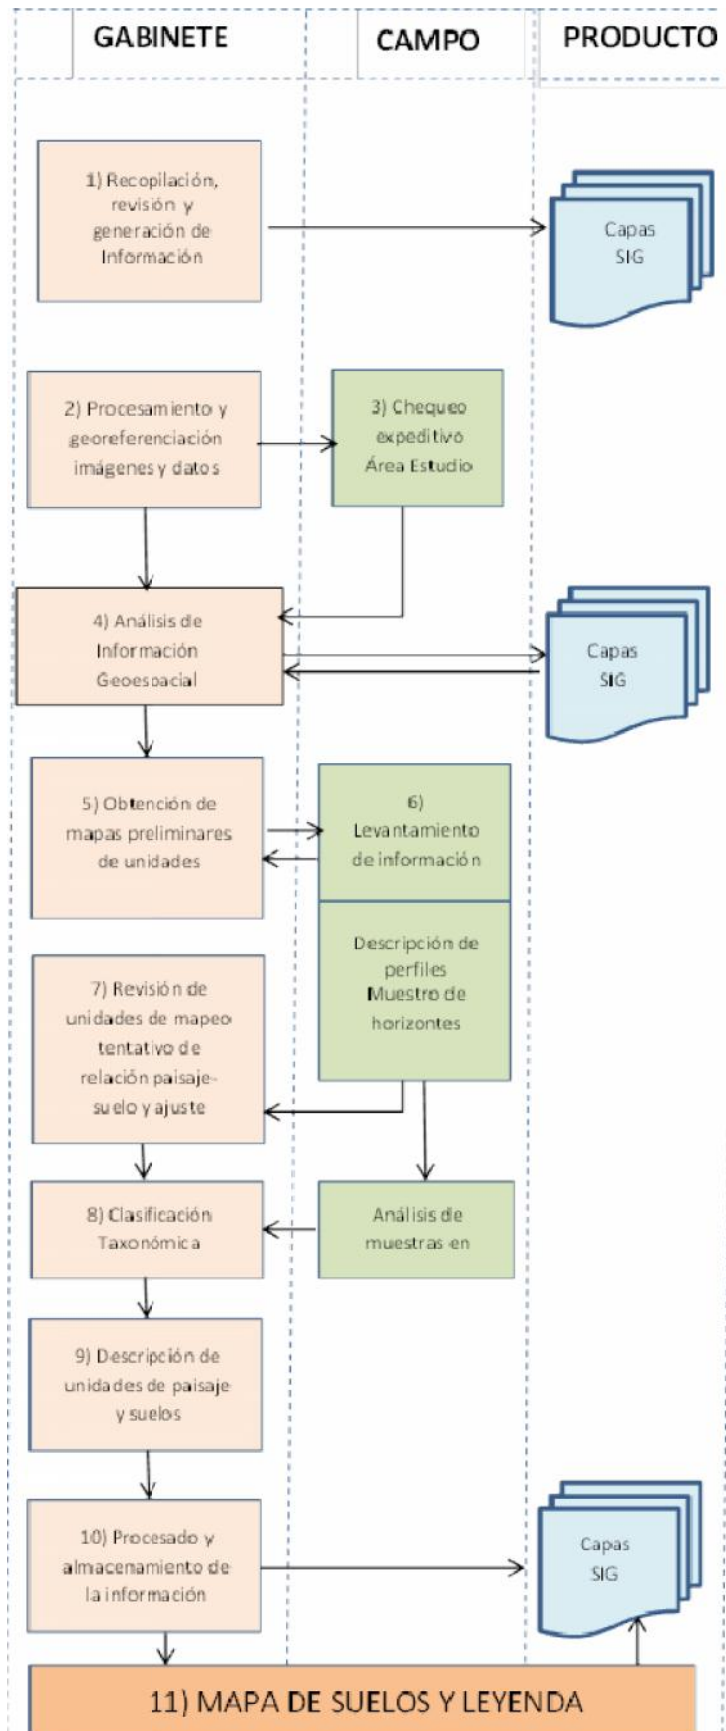 GABINETE
CAMPO
PRODUCTO
1) Recopilación,
revisión y
generación de
Información
Capas
SIG
2) Procesamiento y
georeferenciación
imágenes y datos
3) Chequeo
expeditivo
Área Estudio
4) Análisis de
Información
Geoespacial
Capas
SIG
5) Obtención de
mapas preliminares
de unidades
6)
Levantamiento
de información
Descripción de
perfiles
Muestro de
horizontes
7) Revisión de
unidades de mapeo
tentativo de
relación paisaje-
suelo y ajuste
8) Clasificación
Taxonómica
Análisis de
muestras en
9) Descripción de
unidades de paisaje
y suelos
10) Procesado y
almacenamiento de
la información
Capas
SIG
11) MAPA DE SUELOS Y LEYENDA